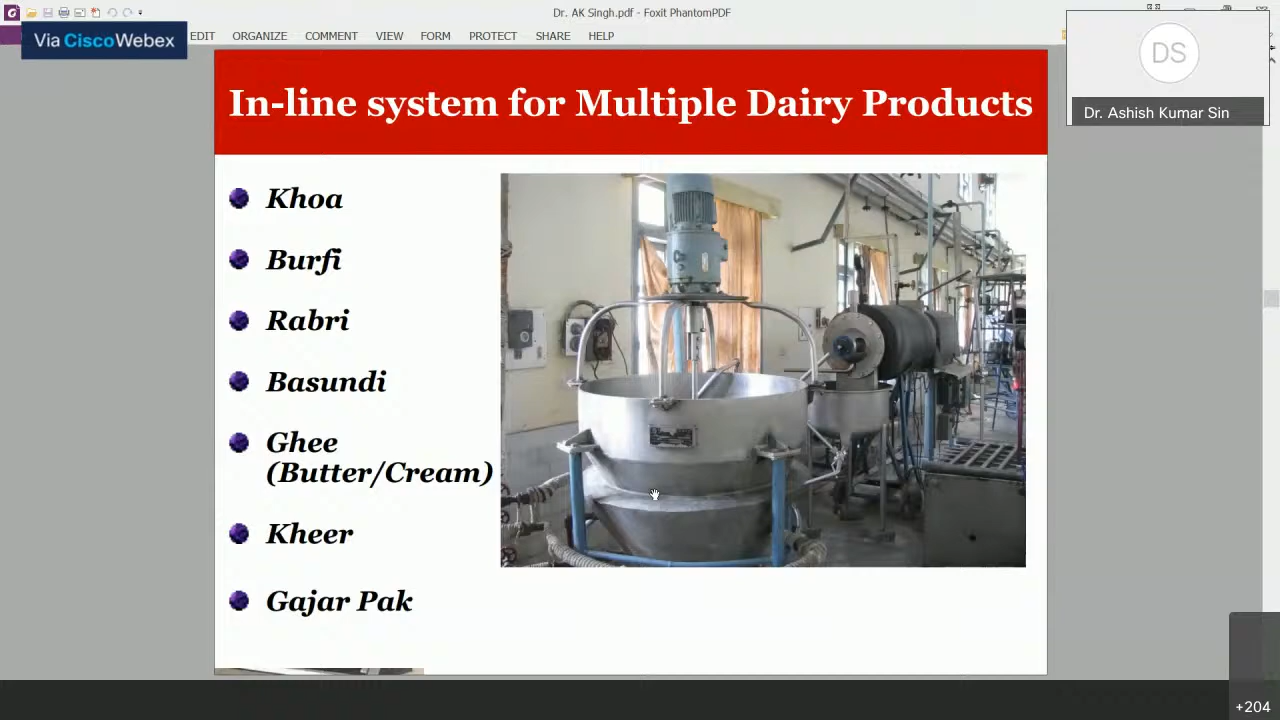 Dr. AK Singh.pdf - Foxit PhantomPDF
Via CiscoWebex
EDIT ORGANIZE COMMENT VIEW FORM PROTECT SHARE HELP
DS
Dr. Ashish Kumar Sin
In-line system for Multiple Dairy Products
Khoa
Burfi
Rabri
Basundi
Ghee
(Butter/Cream)
Kheer
Gajar Pak
+204